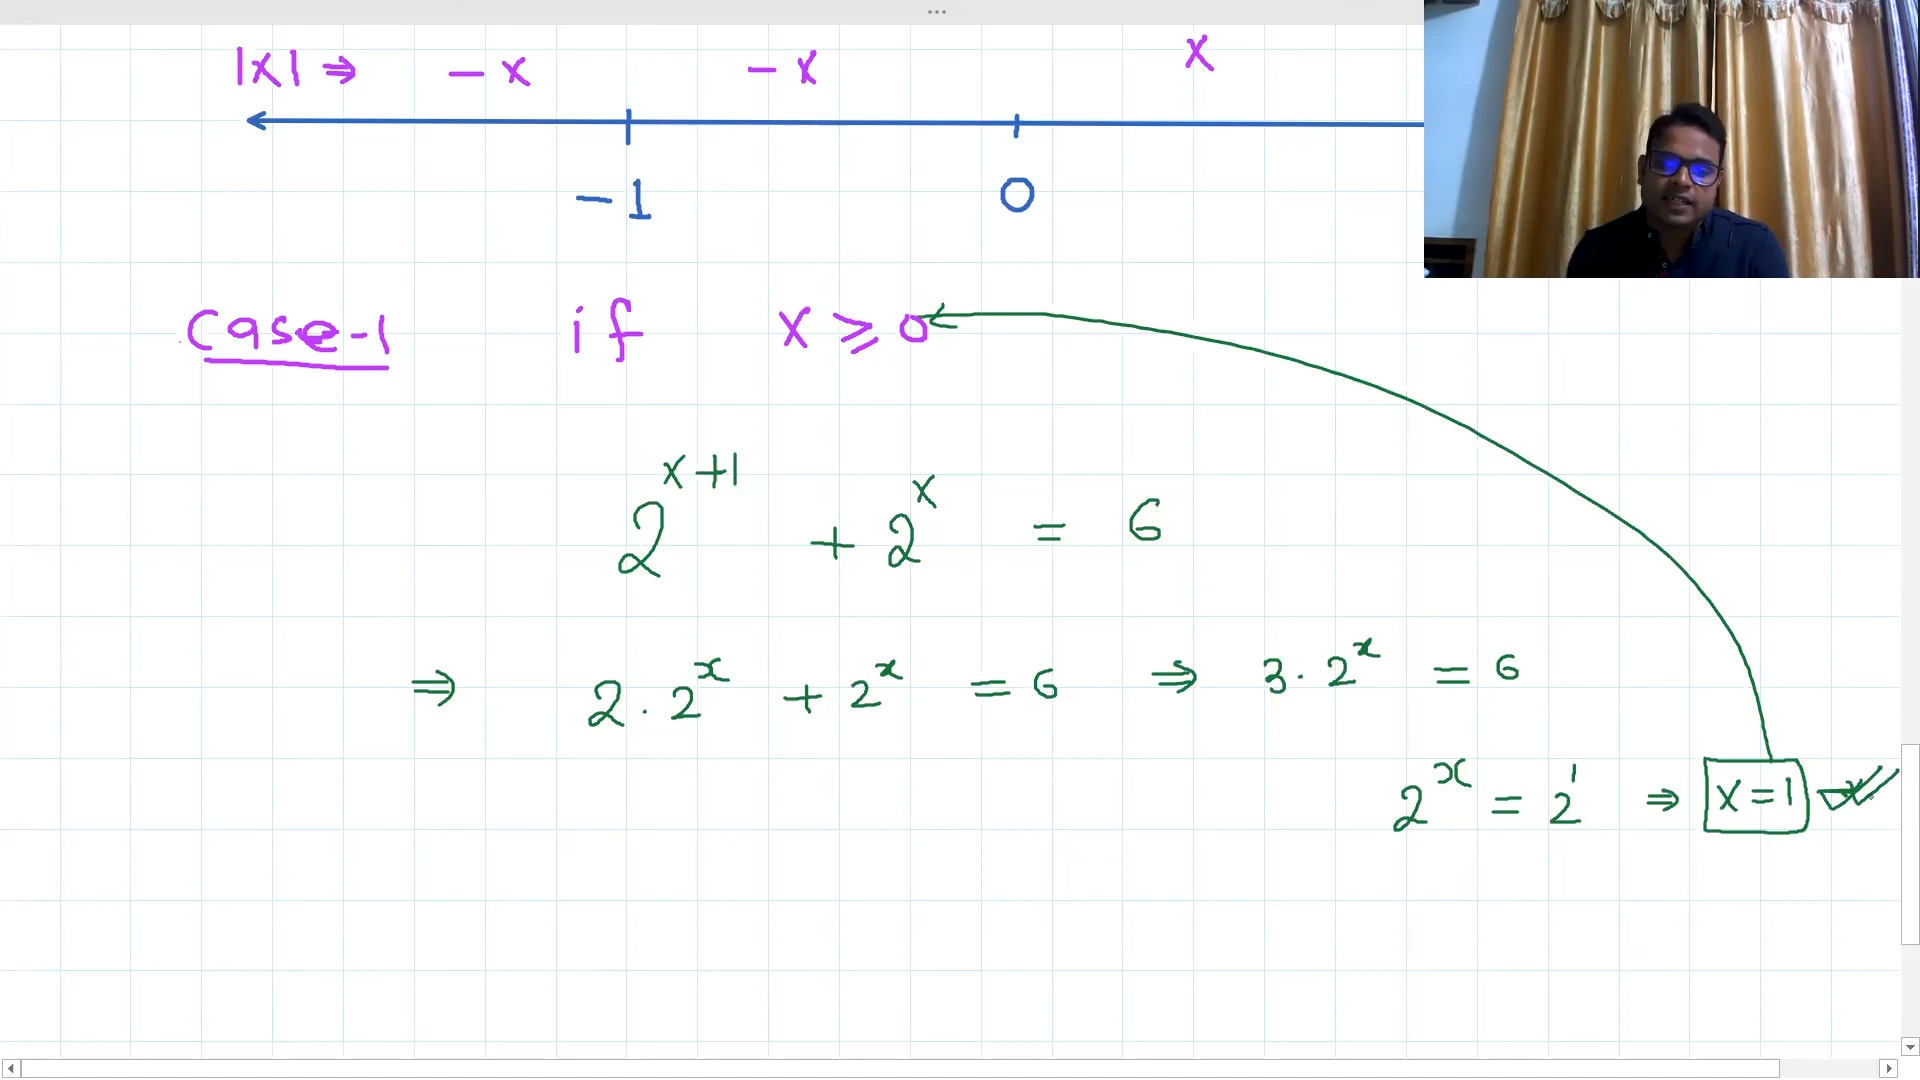 |x| ⇒ -x -x x
-1 0
Case-1 if x ≥ 0
2^{x+1} + 2^x = 6
⇒ 2 · 2^x + 2^x = 6 ⇒ 3 · 2^x = 6
2^x = 2^1 ⇒ x = 1